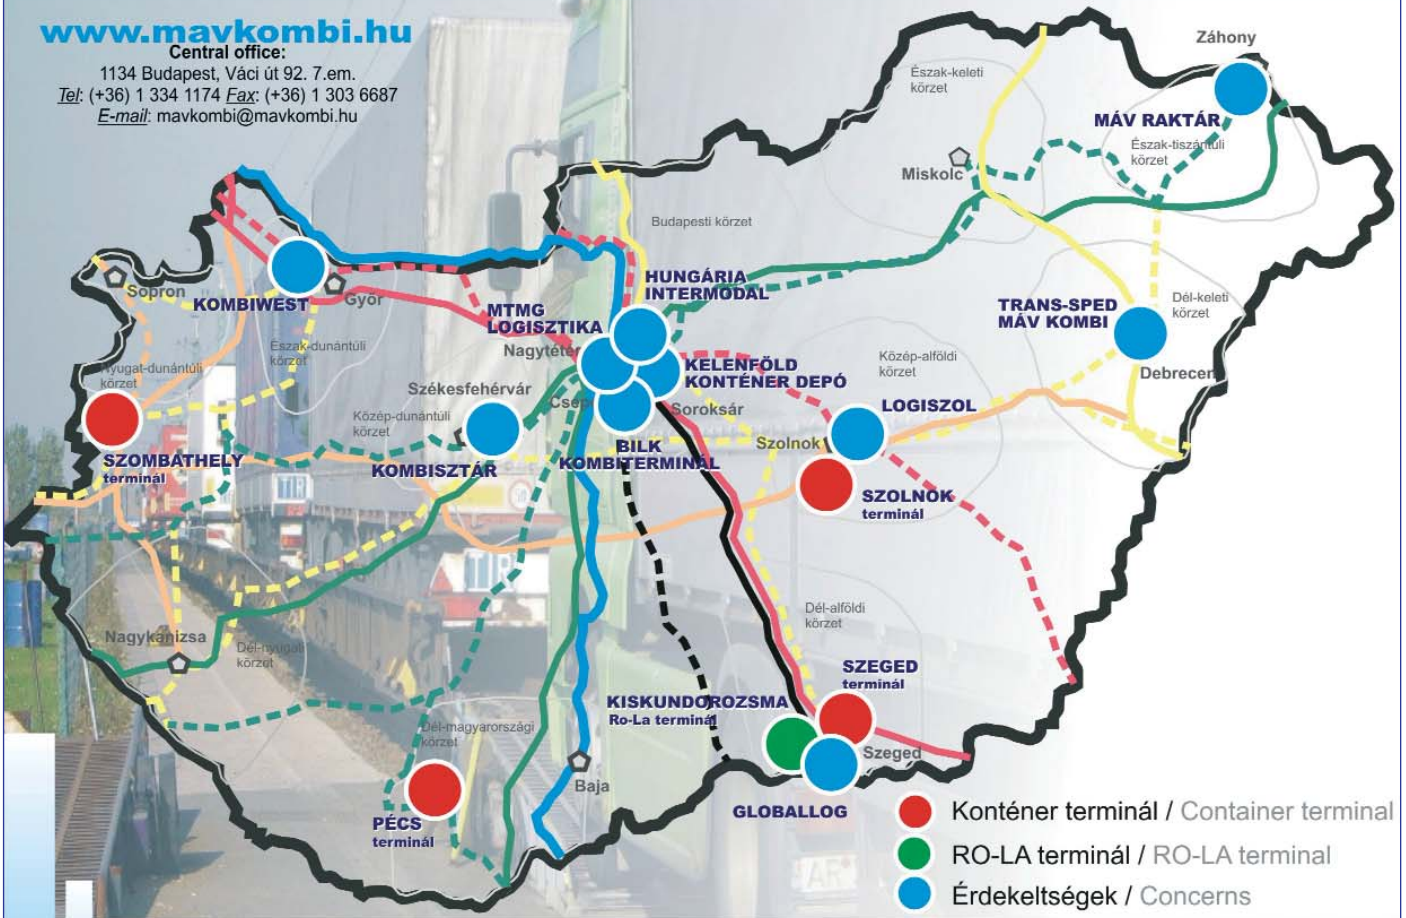 www.mavkombi.hu
Central office:
1134 Budapest, Váci út 92. 7.em.
Tel: (+36) 1 334 1174 Fax: (+36) 1 303 6687
E-mail: mavkombi@mavkombi.hu
Záhony
Észak-keleti
körzet
MÁV RAKTÁR
Észak-tiszántúli
körzet
Miskolc
Budapesti körzet
Sopron
KOMBIWEST
Győr
HUNGÁRIA
INTERMODAL
MTMG
LOGISZTIKA
Nagytétény
TRANS-SPED
MÁV KOMBI
Dél-keleti
körzet
Észak-dunántúli
körzet
Nyugat-dunántúli
körzet
Közép-alföldi
körzet
KELENFÖLD
KONTÉNER DEPÓ
Debrecen
Székesfehérvár
Csep
Soroksár
LOGISZOL
Közép-dunántúli
körzet
Szolnok
BILK
KOMBITERMINÁL
SZOMBATHELY
terminál
KOMBISZTÁR
TIR
SZOLNOK
terminál
Dél-alföldi
körzet
Nagykanizsa
Dél-nyugati
körzet
SZEGED
terminál
KISKUNDOROZSMA
Ro-La terminál
Dél-magyarországi
körzet
Szeged
Baja
GLOBALLOG
PÉCS
terminál
Konténer terminál / Container terminal
RO-LA terminál / RO-LA terminal
Érdekeltségek / Concerns